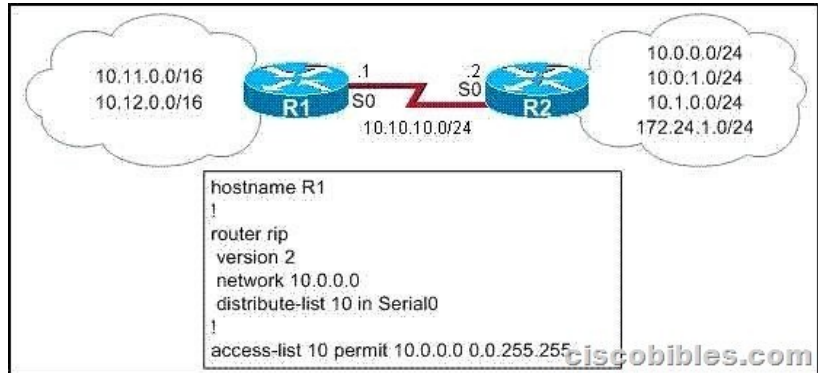 10.11.0.0/16
10.12.0.0/16
.1
S0
R1
10.10.10.0/24
.2
S0
R2
10.0.0.0/24
10.0.1.0/24
10.1.0.0/24
172.24.1.0/24
hostname R1
!
router rip
version 2
network 10.0.0.0
distribute-list 10 in Serial0
!
access-list 10 permit 10.0.0.0 0.0.255.255
ciscobibles.com